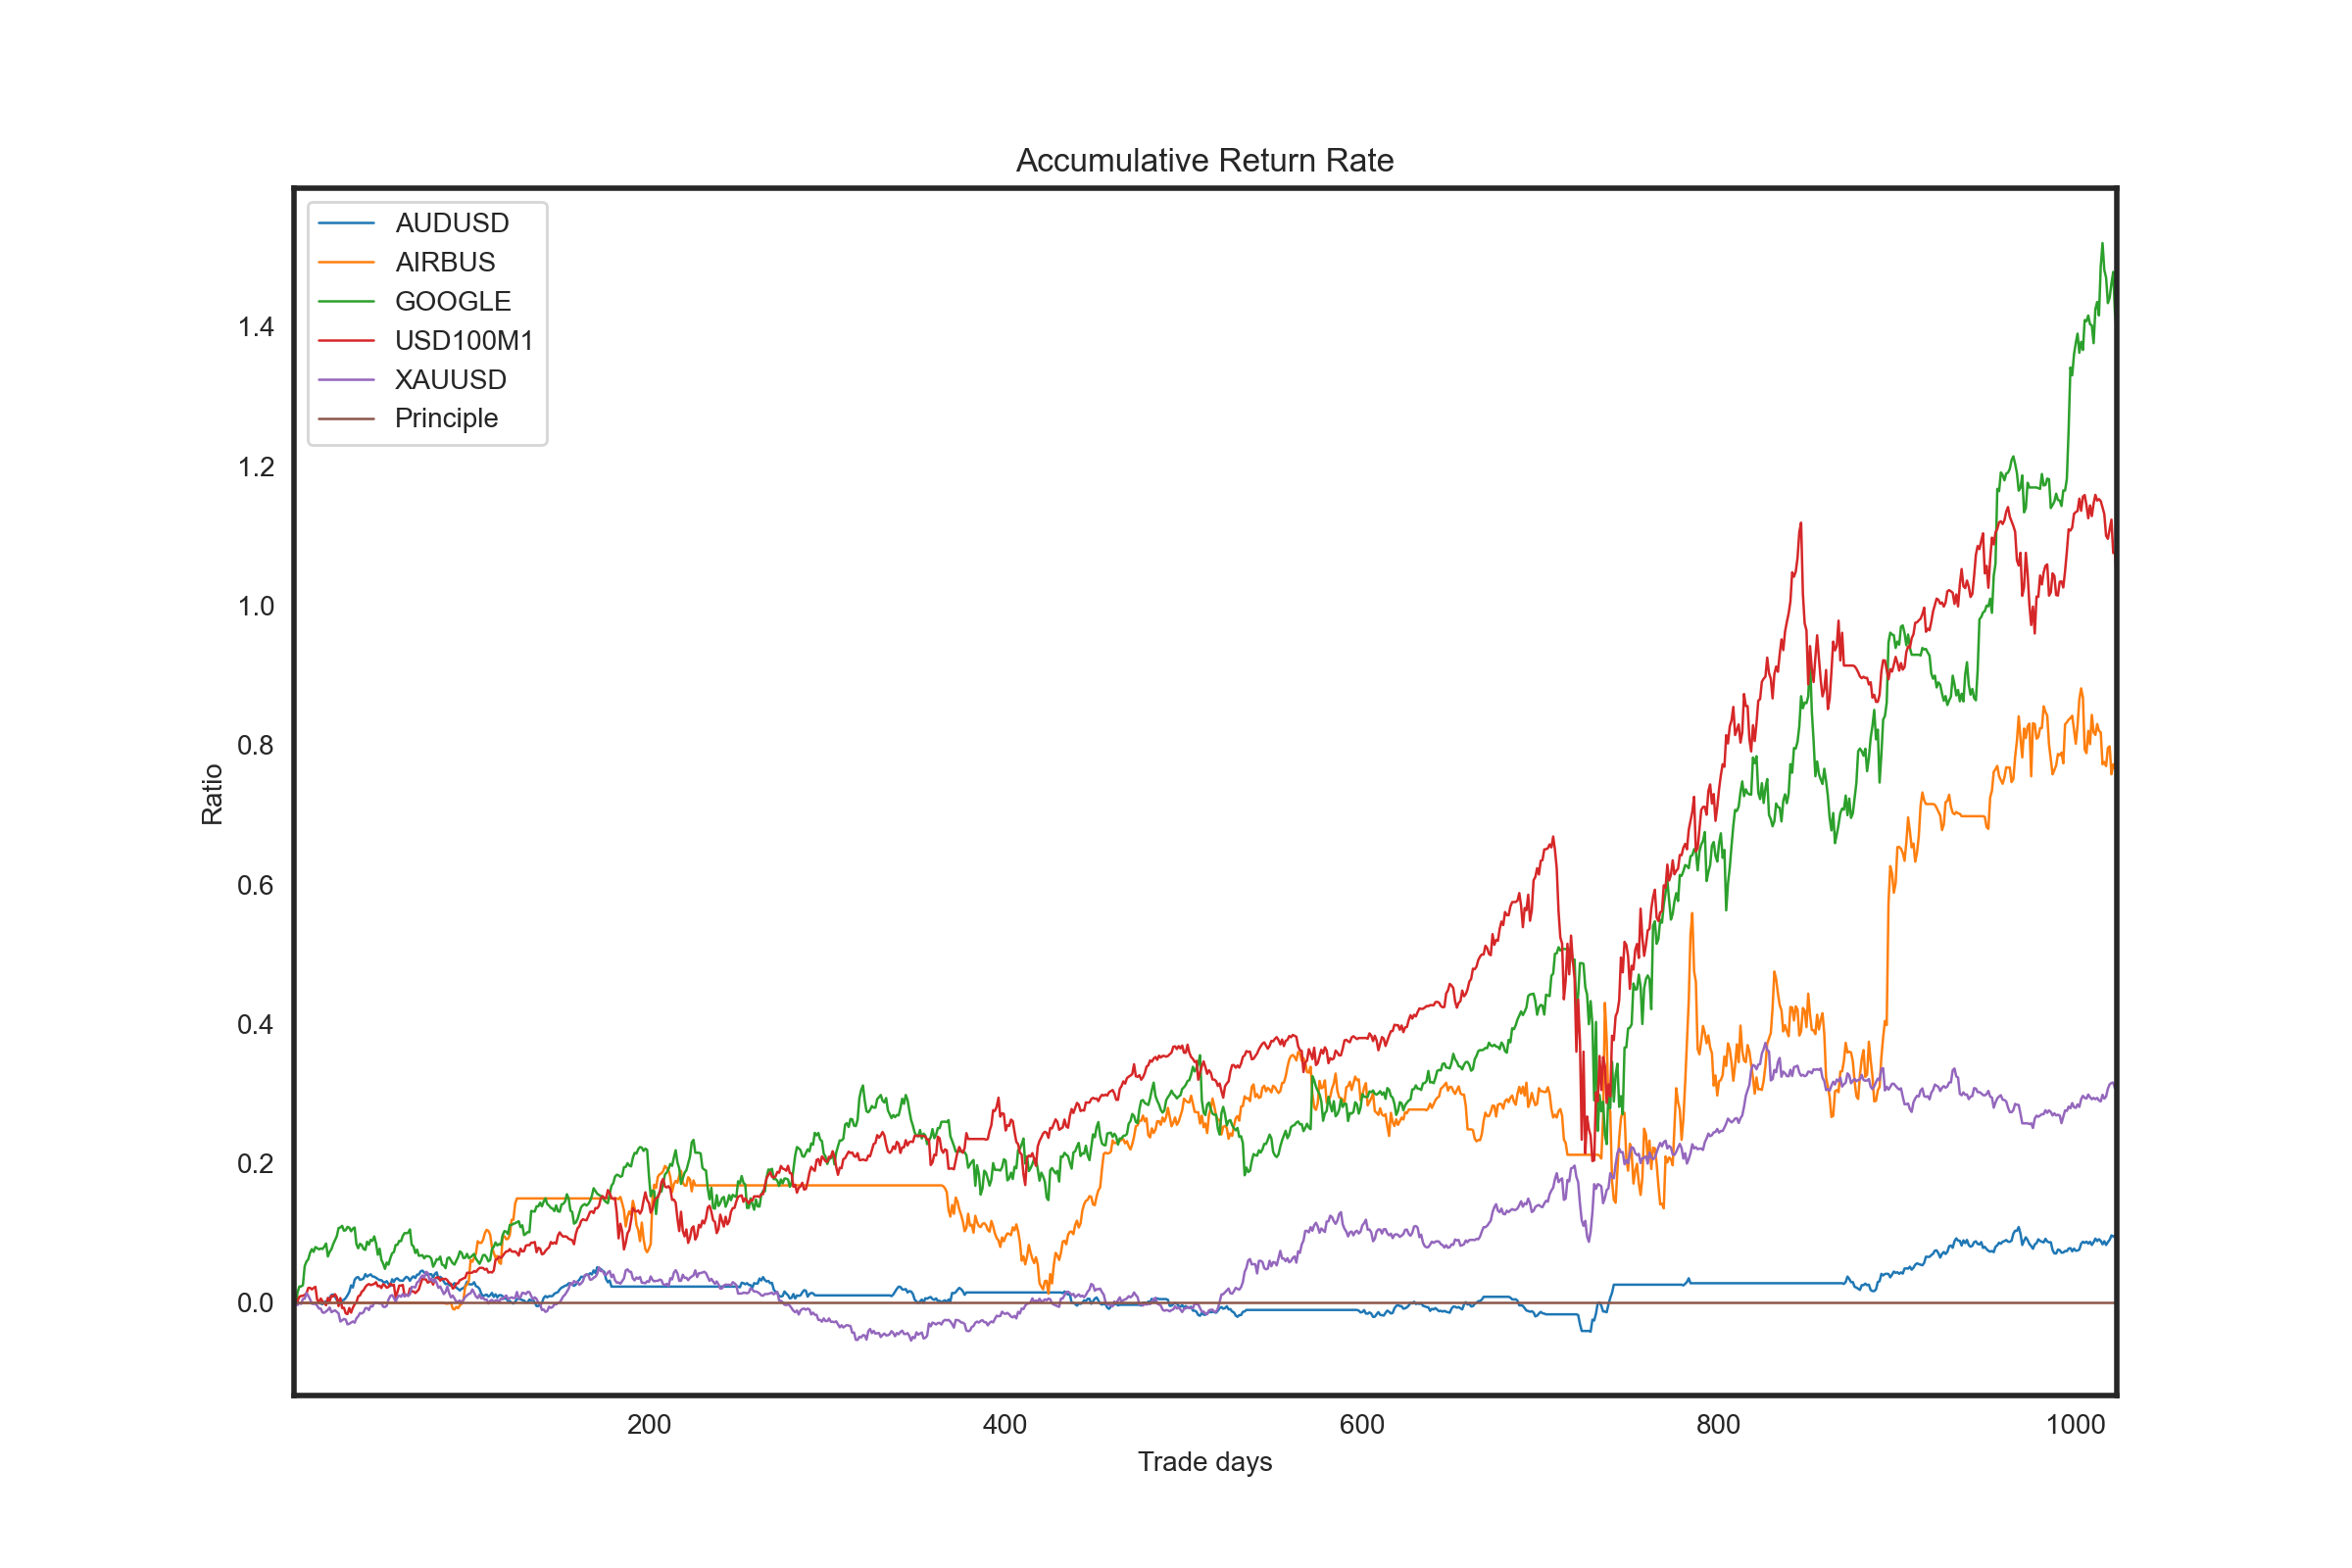 Accumulative Return Rate
AUDUSD
AIRBUS
GOOGLE
USD100M1
XAUUSD
Principle
1.4
1.2
1.0
0.8
0.6
0.4
0.2
0.0
Ratio
200 400 600 800 1000
Trade days